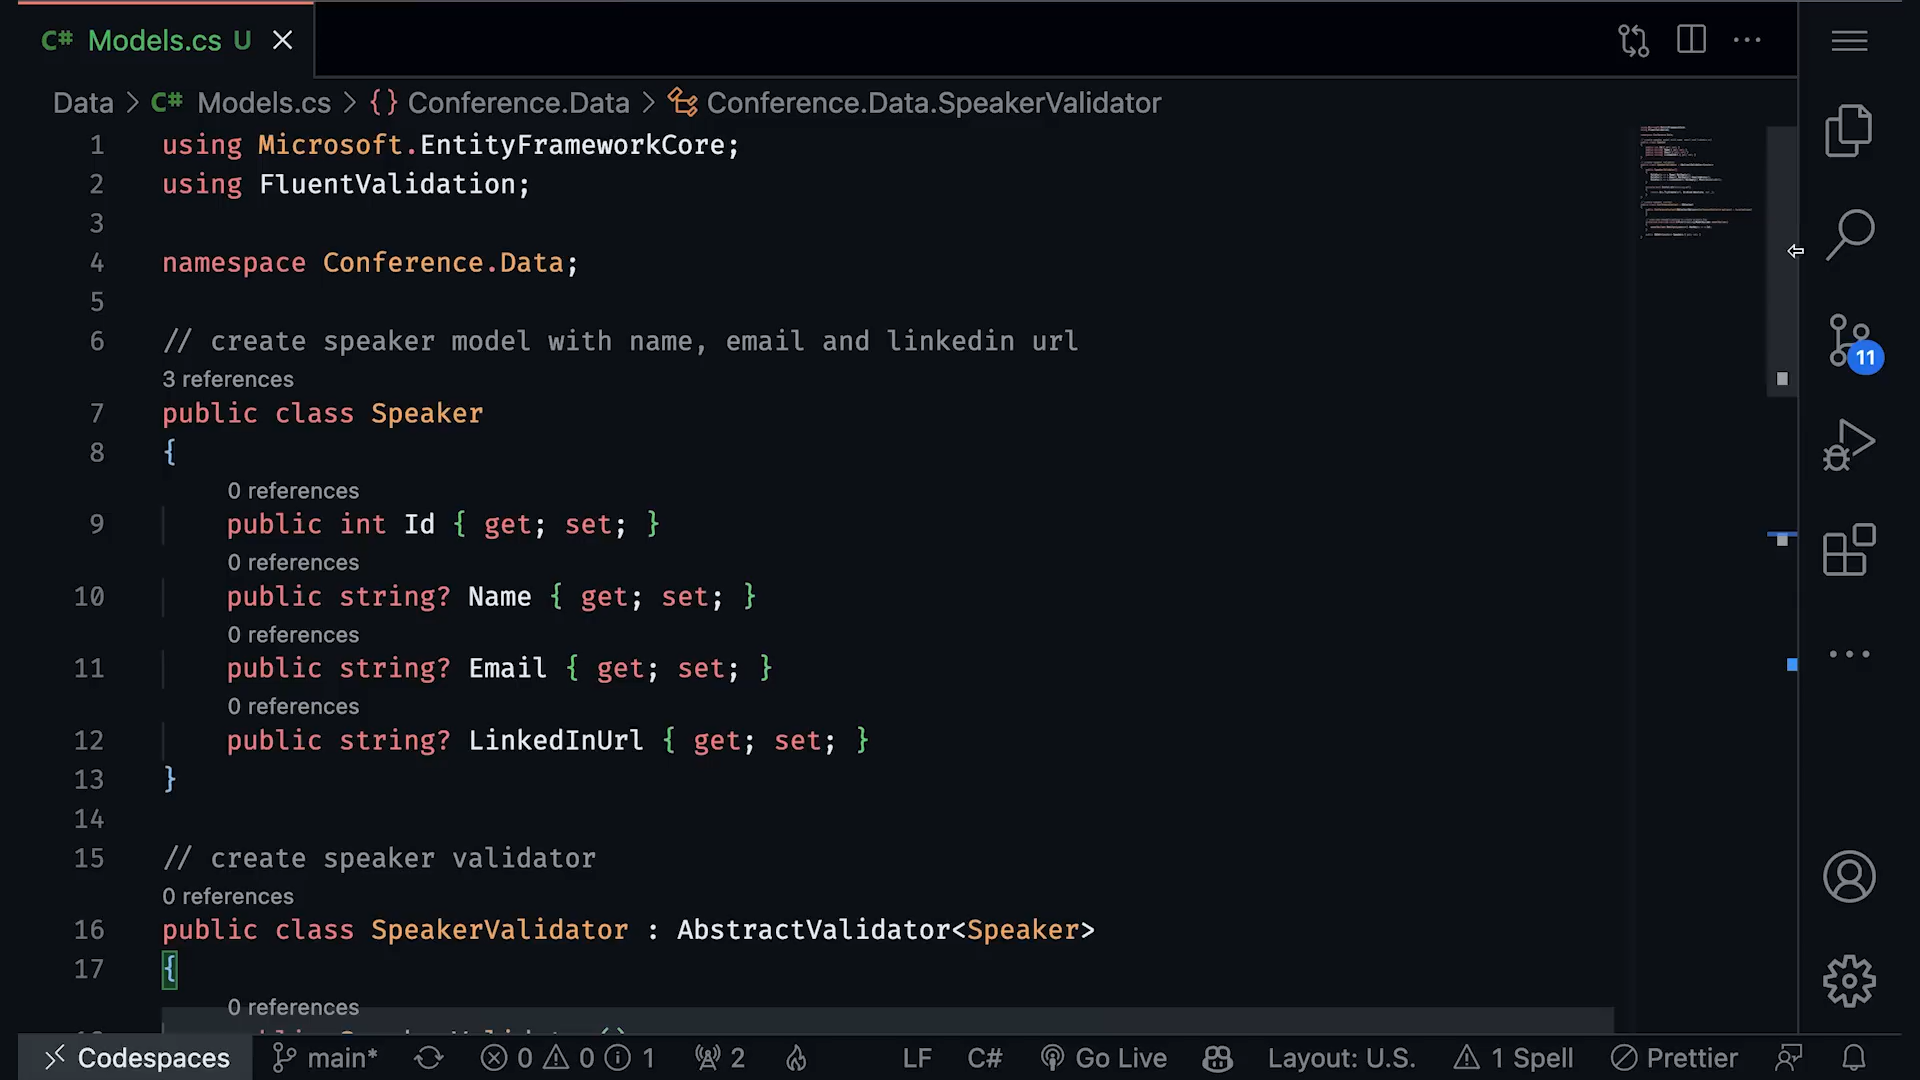 C# Models.cs U
Data > C# Models.cs > {} Conference.Data > Conference.Data.SpeakerValidator
1 using Microsoft.EntityFrameworkCore;
2 using FluentValidation;
3
4 namespace Conference.Data;
5
6 // create speaker model with name, email and linkedin url
3 references
7 public class Speaker
8 {
0 references
9 public int Id { get; set; }
0 references
10 public string? Name { get; set; }
0 references
11 public string? Email { get; set; }
0 references
12 public string? LinkedInUrl { get; set; }
13 }
14
15 // create speaker validator
0 references
16 public class SpeakerValidator : AbstractValidator<Speaker>
17 {
0 references
11
Codespaces main* 0 0 1 2 LF C# Go Live Layout: U.S. 1 Spell Prettier